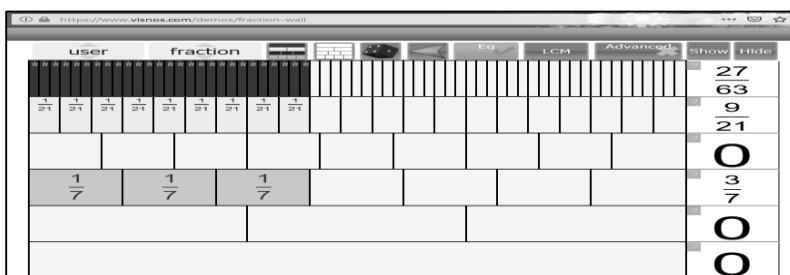 https://www.visnos.com/demos/fraction-wall
user fraction Eq LCM Advanced Show Hide
27/63
1/21 1/21 1/21 1/21 1/21 1/21 1/21 1/21 1/21 9/21
0
1/7 1/7 1/7 3/7
0
0